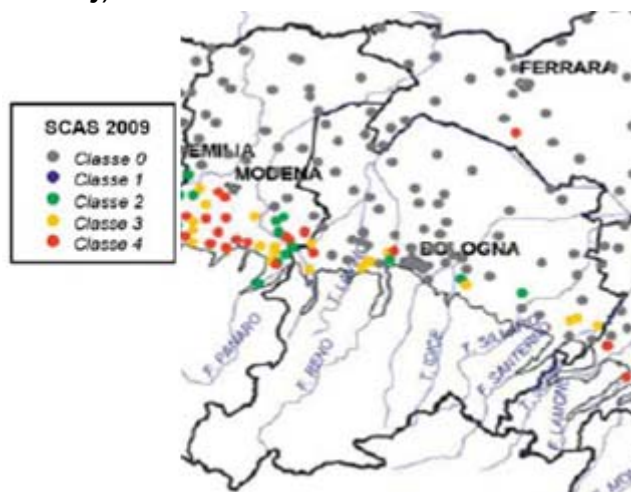 FERRARA
SCAS 2009
Classe 0
Classe 1
Classe 2
Classe 3
Classe 4
EMILIA
MODENA
BOLOGNA
F. PANARO
F. RENO
T. IDICE
F. SANTERNO
F. LAMONE